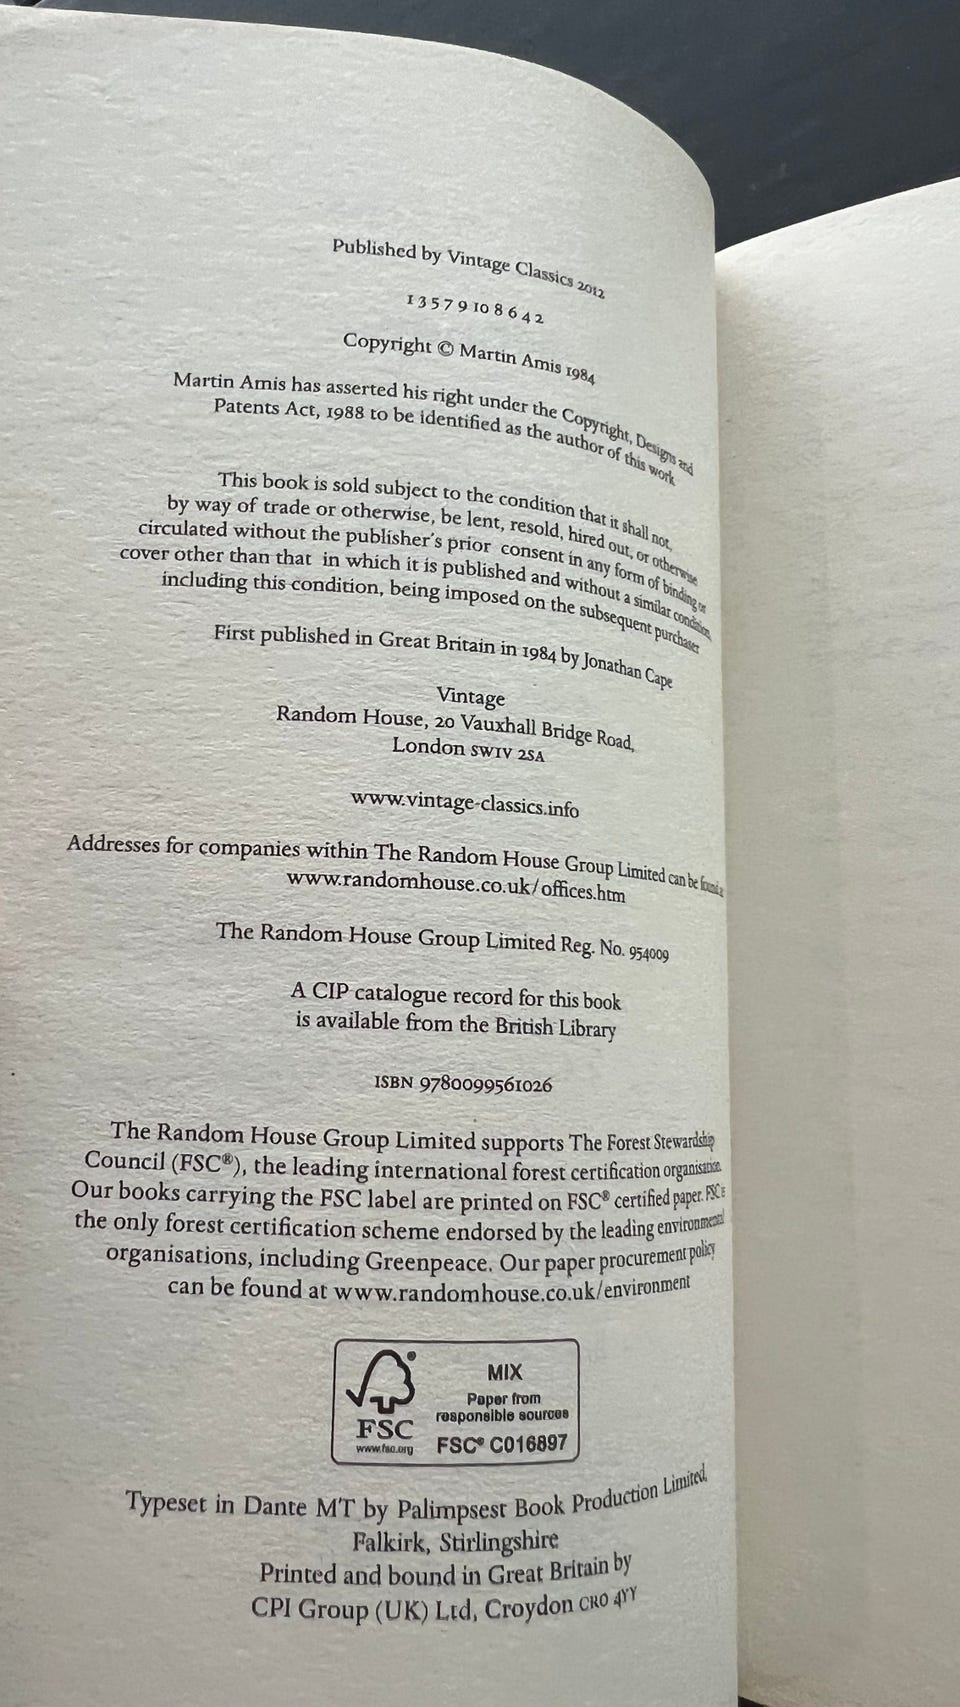 Published by Vintage Classics 2012
1 3 5 7 9 10 8 6 4 2
Copyright © Martin Amis 1984
Martin Amis has asserted his right under the Copyright, Designs and
Patents Act, 1988 to be identified as the author of this work
This book is sold subject to the condition that it shall not,
by way of trade or otherwise, be lent, resold, hired out, or otherwise
circulated without the publisher's prior consent in any form of binding or
cover other than that in which it is published and without a similar condition,
including this condition, being imposed on the subsequent purchaser
First published in Great Britain in 1984 by Jonathan Cape
Vintage
Random House, 20 Vauxhall Bridge Road,
London SW1V 2SA
www.vintage-classics.info
Addresses for companies within The Random House Group Limited can be found at
www.randomhouse.co.uk/offices.htm
The Random House Group Limited Reg. No. 954009
A CIP catalogue record for this book
is available from the British Library
ISBN 9780099561026
The Random House Group Limited supports The Forest Stewardship
Council (FSC®), the leading international forest certification organisation.
Our books carrying the FSC label are printed on FSC® certified paper. FSC is
the only forest certification scheme endorsed by the leading environmental
organisations, including Greenpeace. Our paper procurement policy
can be found at www.randomhouse.co.uk/environment
MIX
Paper from
responsible sources
FSC® C016897
FSC
www.fsc.org
Typeset in Dante MT by Palimpsest Book Production Limited,
Falkirk, Stirlingshire
Printed and bound in Great Britain by
CPI Group (UK) Ltd, Croydon CR0 4YY